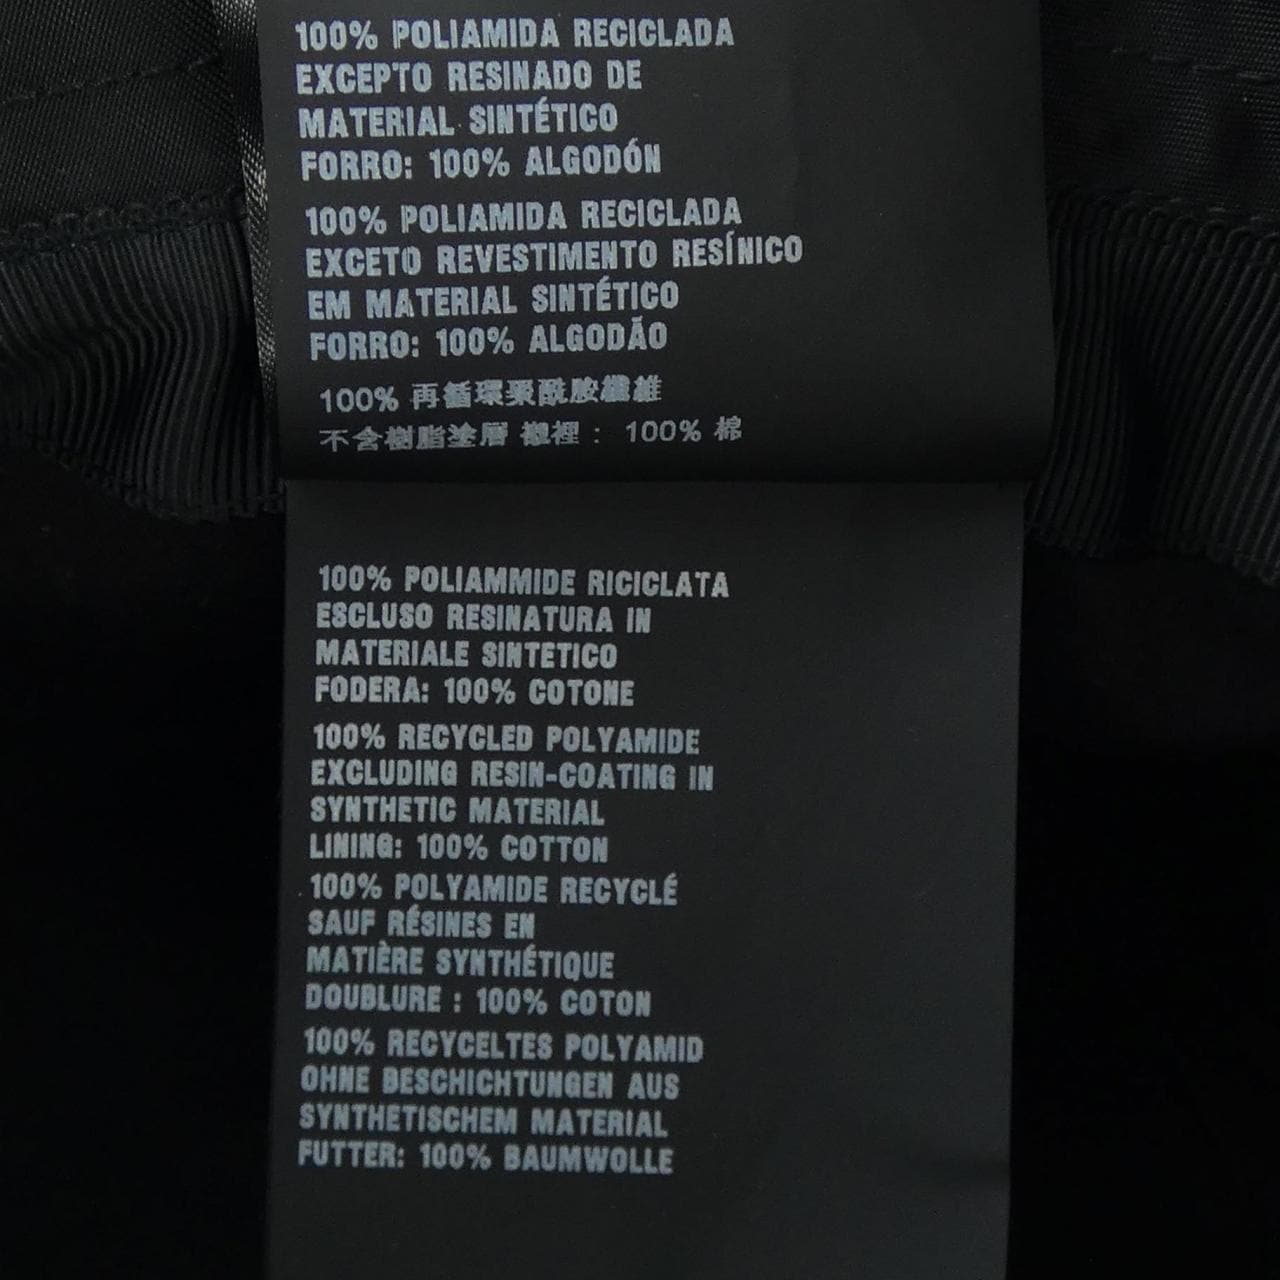 100% POLIAMIDA RECICLADA
EXCEPTO RESINADO DE
MATERIAL SINTÉTICO
FORRO: 100% ALGODÓN
100% POLIAMIDA RECICLADA
EXCETO REVESTIMENTO RESÍNICO
EM MATERIAL SINTÉTICO
FORRO: 100% ALGODÃO
100% 再循環聚酰胺纖維
不含樹脂塗層 襯裡： 100% 棉
100% POLIAMMIDE RICICLATA
ESCLUSO RESINATURA IN
MATERIALE SINTETICO
FODERA: 100% COTONE
100% RECYCLED POLYAMIDE
EXCLUDING RESIN-COATING IN
SYNTHETIC MATERIAL
LINING: 100% COTTON
100% POLYAMIDE RECYCLÉ
SAUF RÉSINES EN
MATIÈRE SYNTHÉTIQUE
DOUBLURE : 100% COTON
100% RECYCELTES POLYAMID
OHNE BESCHICHTUNGEN AUS
SYNTHETISCHEM MATERIAL
FUTTER: 100% BAUMWOLLE